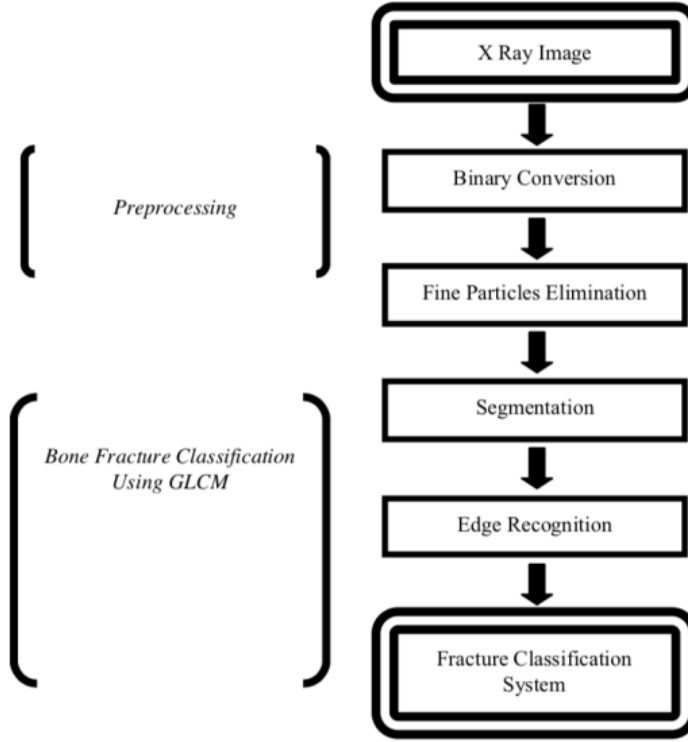 X Ray Image
Binary Conversion
Preprocessing
Fine Particles Elimination
Segmentation
Bone Fracture Classification
Using GLCM
Edge Recognition
Fracture Classification
System